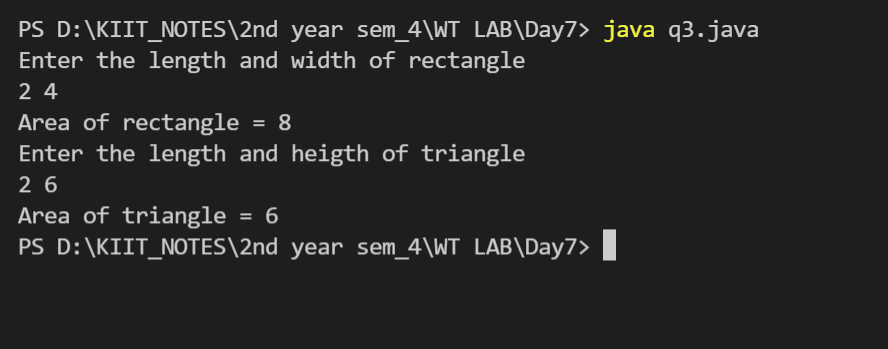 PS D:\KIIT_NOTES\2nd year sem_4\WT LAB\Day7> java q3.java
Enter the length and width of rectangle
2 4
Area of rectangle = 8
Enter the length and heigth of triangle
2 6
Area of triangle = 6
PS D:\KIIT_NOTES\2nd year sem_4\WT LAB\Day7>